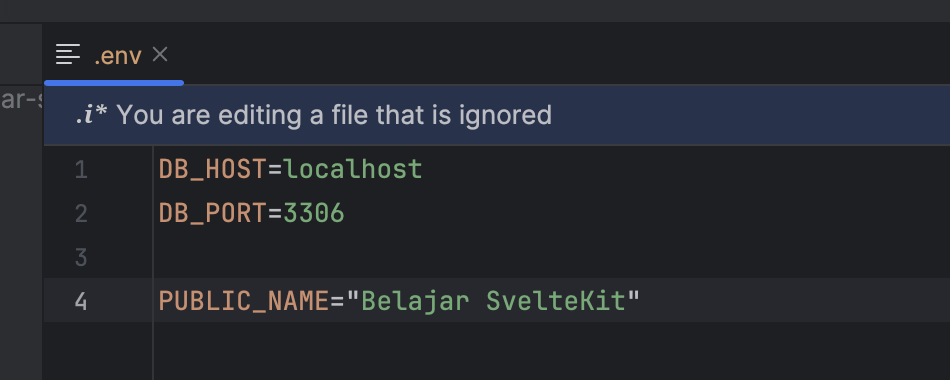 .env
ar-s
.i* You are editing a file that is ignored
1 DB_HOST=localhost
2 DB_PORT=3306
3
4 PUBLIC_NAME="Belajar SvelteKit"